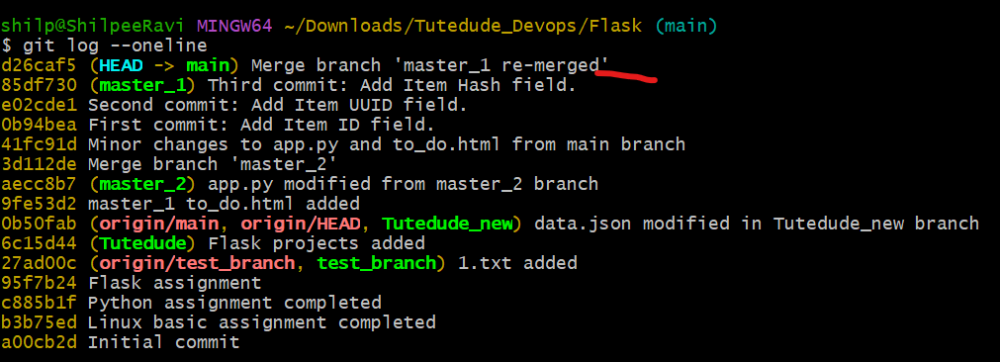 shilp@ShilpeeRavi MINGW64 ~/Downloads/Tutedude_Devops/Flask (main)
$ git log --oneline
d26caf5 (HEAD -> main) Merge branch 'master_1 re-merged'
85df730 (master_1) Third commit: Add Item Hash field.
e02cde1 Second commit: Add Item UUID field.
0b94bea First commit: Add Item ID field.
41fc91d Minor changes to app.py and to_do.html from main branch
3d112de Merge branch 'master_2'
aecc8b7 (master_2) app.py modified from master_2 branch
9fe53d2 master_1 to_do.html added
0b50fab (origin/main, origin/HEAD, Tutedude_new) data.json modified in Tutedude_new branch
6c15d44 (Tutedude) Flask projects added
27ad00c (origin/test_branch, test_branch) 1.txt added
95f7b24 Flask assignment
c885b1f Python assignment completed
b3b75ed Linux basic assignment completed
a00cb2d Initial commit